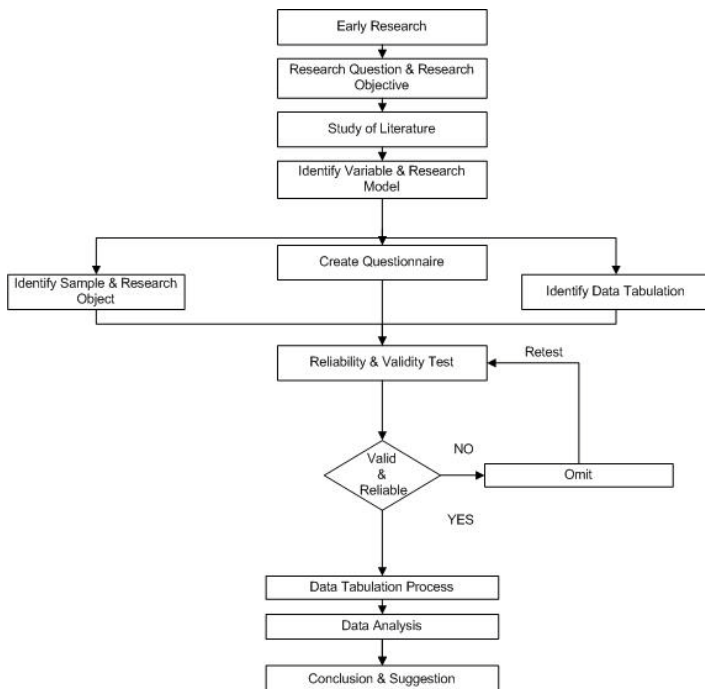 Early Research
Research Question & Research
Objective
Study of Literature
Identify Variable & Research
Model
Create Questionnaire
Identify Sample & Research
Object
Identify Data Tabulation
Reliability & Validity Test
Retest
Valid
&
Reliable
NO
Omit
YES
Data Tabulation Process
Data Analysis
Conclusion & Suggestion